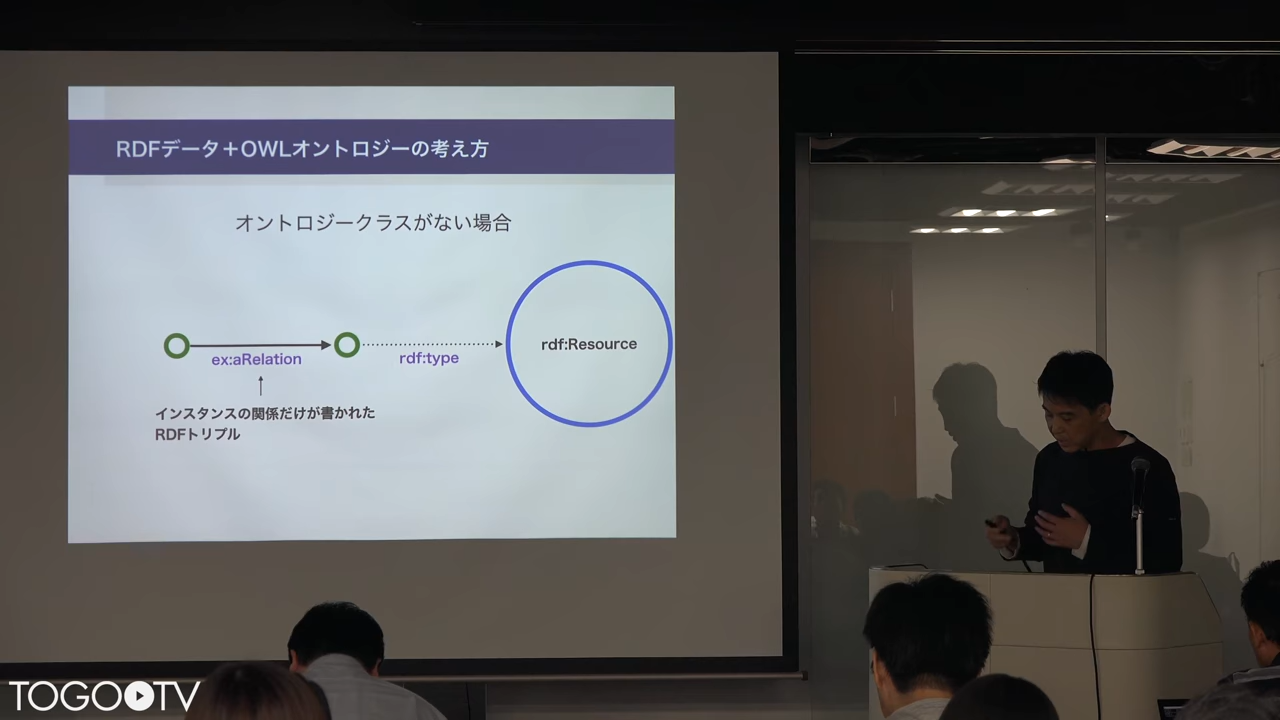 RDFデータ＋OWLオントロジーの考え方
オントロジークラスがない場合
ex:aRelation
rdf:type
rdf:Resource
インスタンスの関係だけが書かれた
RDFトリプル
TOGOTV